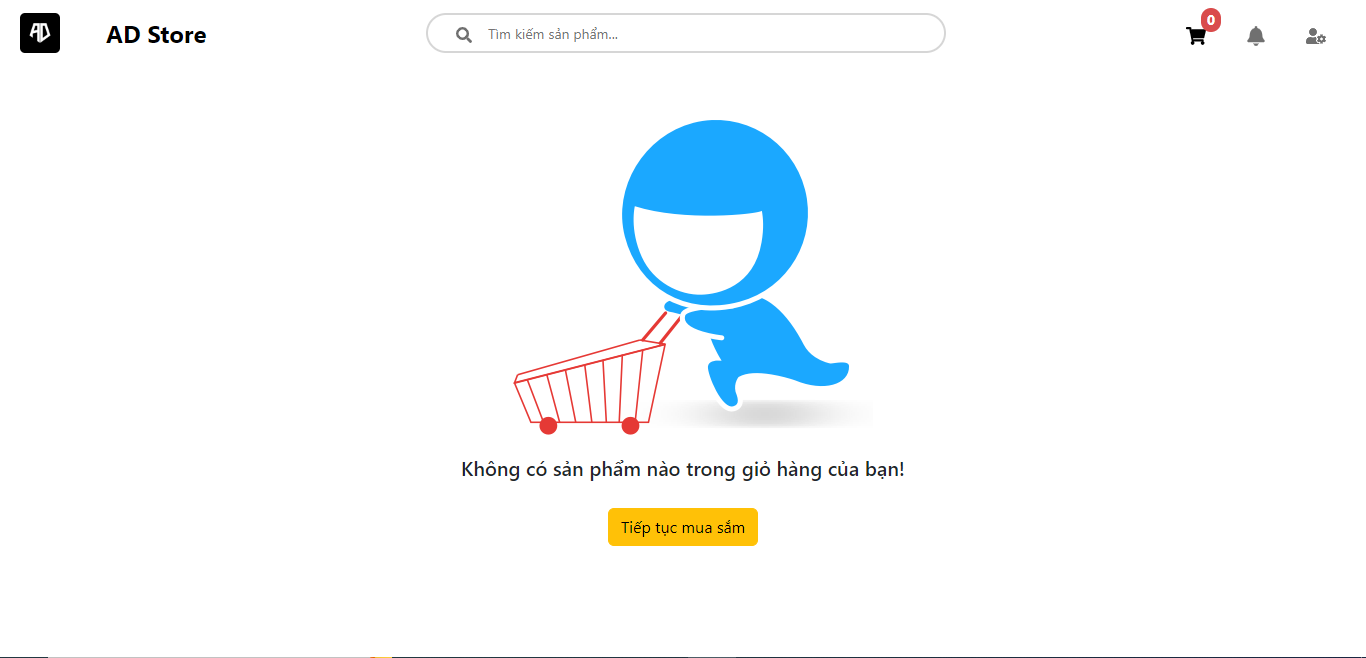 AD
AD Store
Tìm kiếm sản phẩm...
0
Không có sản phẩm nào trong giỏ hàng của bạn!
Tiếp tục mua sắm